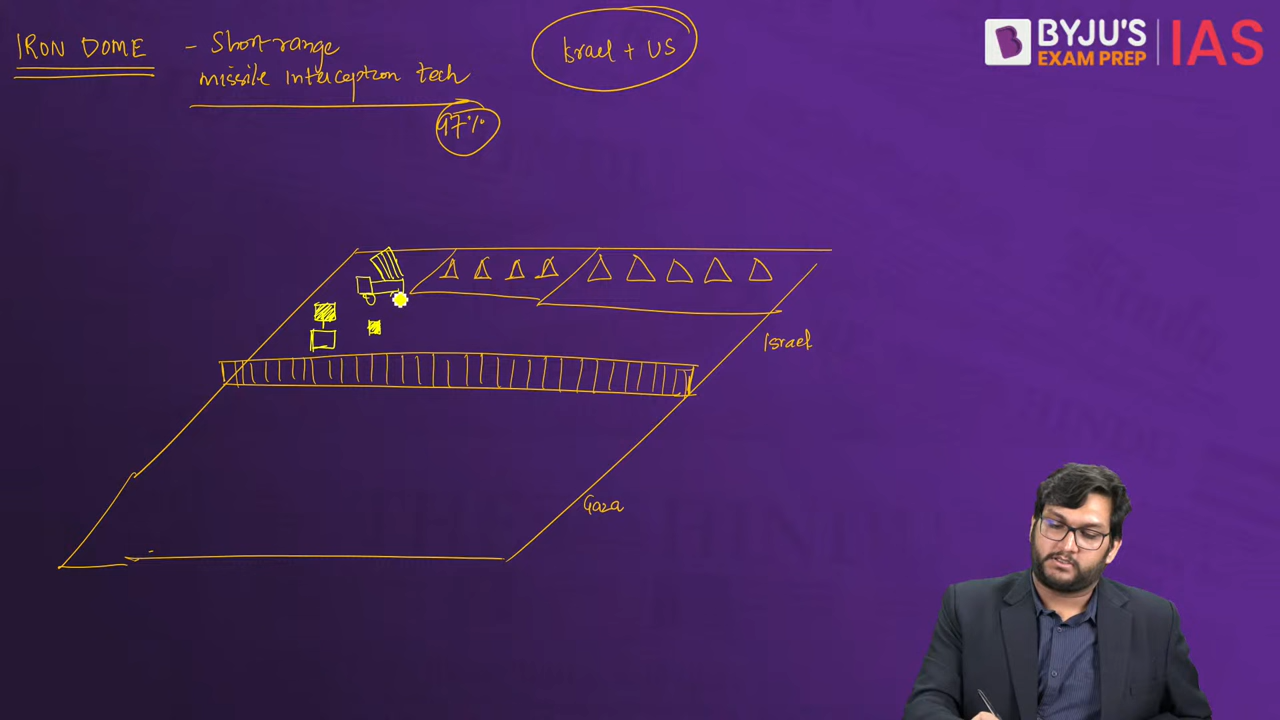 IRON DOME - Short range
missile interception tech
97%
Israel + US
BYJU'S
EXAM PREP
IAS
Israel
Gaza